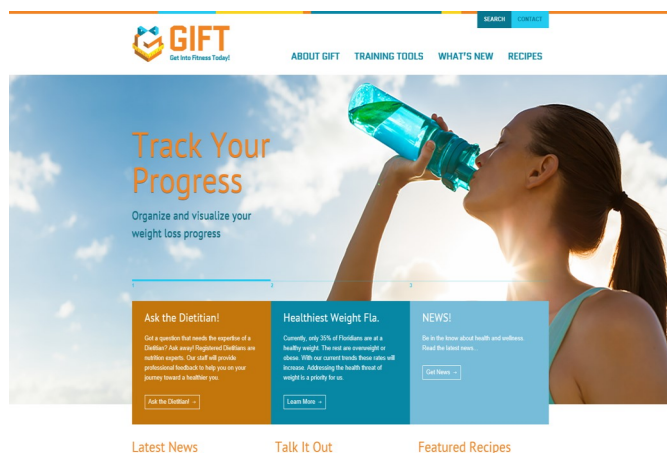 SEARCH CONTACT
GIFT
Get Into Fitness Today!
ABOUT GIFT TRAINING TOOLS WHAT'S NEW RECIPES
Track Your
Progress
Organize and visualize your
weight loss progress
1 2 3
Ask the Dietitian!
Got a question that needs the expertise of a
Dietitian? Ask away! Registered Dietitians are
nutrition experts. Our staff will provide
professional feedback to help you on your
journey toward a healthier you.
Ask the Dietitian! →
Healthiest Weight Fla.
Currently, only 35% of Floridians are at a
healthy weight. The rest are overweight or
obese. With our current trends these rates will
increase. Addressing the health threat of
weight is a priority for us.
Learn More →
NEWS!
Be in the know about health and wellness.
Read the latest news...
Get News →
Latest News Talk It Out Featured Recipes